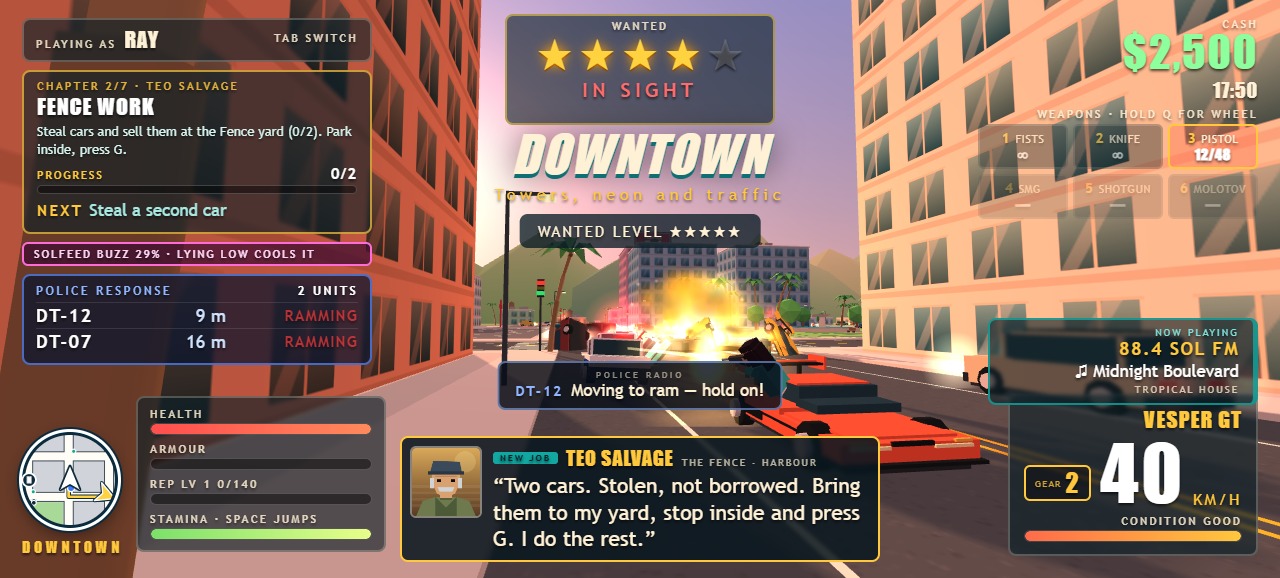 PLAYING AS RAY
TAB SWITCH
CHAPTER 2/7 · TEO SALVAGE
FENCE WORK
Steal cars and sell them at the Fence yard (0/2). Park
inside, press G.
PROGRESS 0/2
NEXT Steal a second car
SOLFEED BUZZ 29% · LYING LOW COOLS IT
POLICE RESPONSE 2 UNITS
DT-12 9 m RAMMING
DT-07 16 m RAMMING
HEALTH
ARMOUR
REP LV 1 0/140
STAMINA · SPACE JUMPS
DOWNTOWN
WANTED
★★★★★
IN SIGHT
DOWNTOWN
Towers, neon and traffic
WANTED LEVEL ★★★★★
POLICE RADIO
DT-12 Moving to ram — hold on!
NEW JOB TEO SALVAGE THE FENCE · HARBOUR
“Two cars. Stolen, not borrowed. Bring
them to my yard, stop inside and press
G. I do the rest.”
CASH
$2,500
17:50
WEAPONS · HOLD Q FOR WHEEL
1 FISTS 2 KNIFE 3 PISTOL
∞ ∞ 12/48
4 SMG 5 SHOTGUN 6 MOLOTOV
— — —
NOW PLAYING
88.4 SOL FM
♫ Midnight Boulevard
TROPICAL HOUSE
VESPER GT
GEAR 2 40 KM/H
CONDITION GOOD